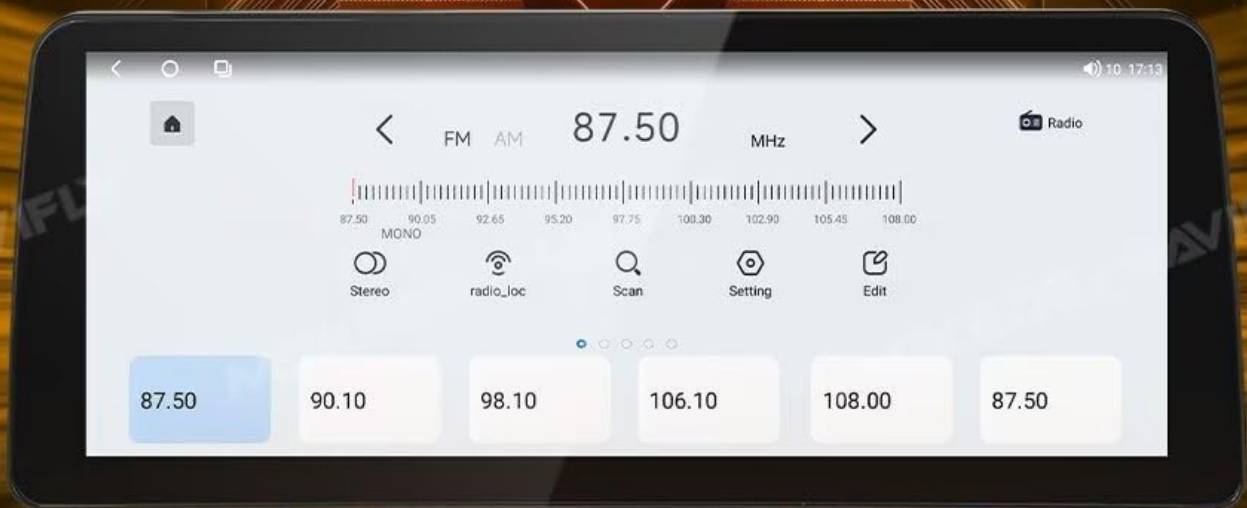 10 17:13
FM AM 87.50 MHz
Radio
87.50 90.05 92.65 95.20 97.75 100.30 102.90 105.45 108.00
MONO
Stereo radio_loc Scan Setting Edit
87.50 90.10 98.10 106.10 108.00 87.50